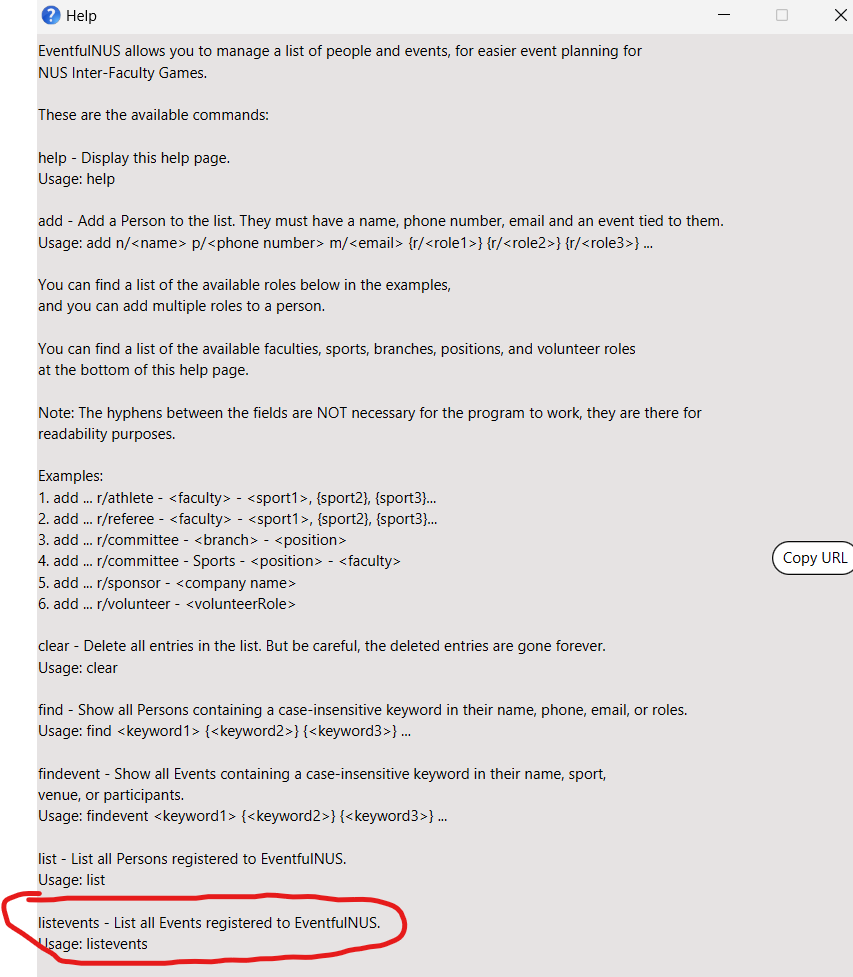 Help
EventfulNUS allows you to manage a list of people and events, for easier event planning for
NUS Inter-Faculty Games.
These are the available commands:
help - Display this help page.
Usage: help
add - Add a Person to the list. They must have a name, phone number, email and an event tied to them.
Usage: add n/<name> p/<phone number> m/<email> {r/<role1>} {r/<role2>} {r/<role3>} ...
You can find a list of the available roles below in the examples,
and you can add multiple roles to a person.
You can find a list of the available faculties, sports, branches, positions, and volunteer roles
at the bottom of this help page.
Note: The hyphens between the fields are NOT necessary for the program to work, they are there for
readability purposes.
Examples:
1. add ... r/athlete - <faculty> - <sport1>, {sport2}, {sport3}...
2. add ... r/referee - <faculty> - <sport1>, {sport2}, {sport3}...
3. add ... r/committee - <branch> - <position>
4. add ... r/committee - Sports - <position> - <faculty>
5. add ... r/sponsor - <company name>
6. add ... r/volunteer - <volunteerRole>
Copy URL
clear - Delete all entries in the list. But be careful, the deleted entries are gone forever.
Usage: clear
find - Show all Persons containing a case-insensitive keyword in their name, phone, email, or roles.
Usage: find <keyword1> {<keyword2>} {<keyword3>} ...
findevent - Show all Events containing a case-insensitive keyword in their name, sport,
venue, or participants.
Usage: findevent <keyword1> {<keyword2>} {<keyword3>} ...
list - List all Persons registered to EventfulNUS.
Usage: list
listevents - List all Events registered to EventfulNUS.
Usage: listevents